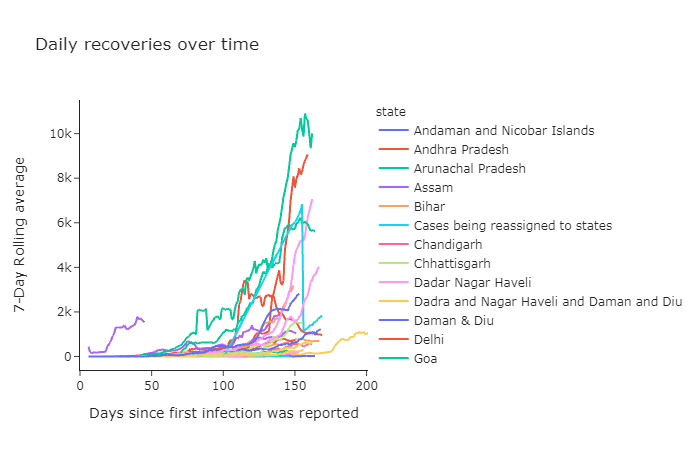 Daily recoveries over time
state
Andaman and Nicobar Islands
Andhra Pradesh
Arunachal Pradesh
Assam
Bihar
Cases being reassigned to states
Chandigarh
Chhattisgarh
Dadar Nagar Haveli
Dadra and Nagar Haveli and Daman and Diu
Daman & Diu
Delhi
Goa
10k
8k
6k
4k
2k
0
7-Day Rolling average
0 50 100 150 200
Days since first infection was reported